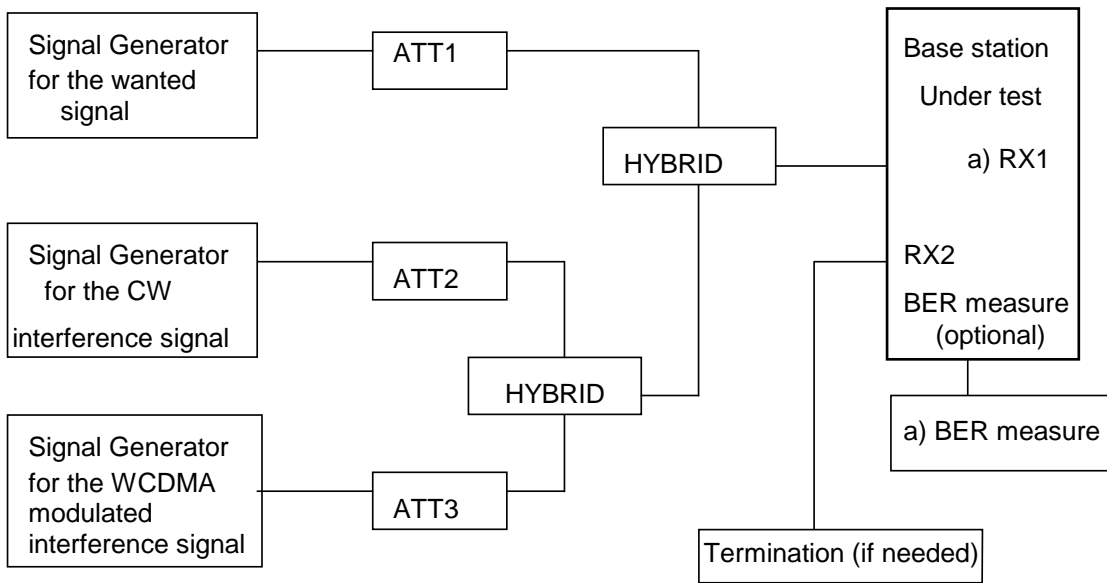 Signal Generator
for the wanted
signal
ATT1
HYBRID
Base station
Under test
a) RX1
RX2
BER measure
(optional)
Signal Generator
for the CW
interference signal
ATT2
HYBRID
Signal Generator
for the WCDMA
modulated
interference signal
ATT3
a) BER measure
Termination (if needed)